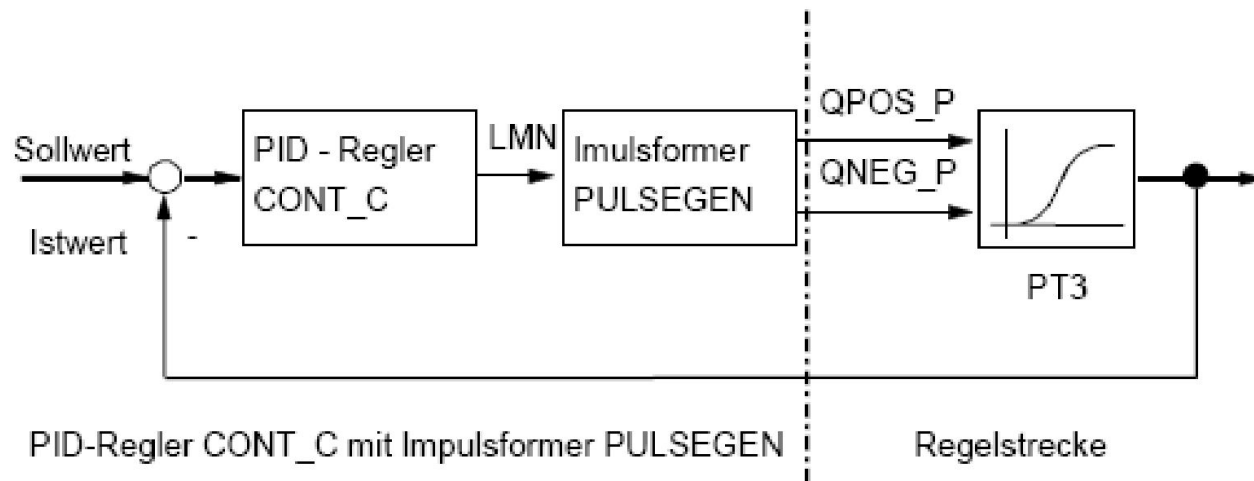 QPOS_P
Sollwert
PID - Regler
CONT_C
LMN
Imulsformer
PULSEGEN
QNEG_P
Istwert
-
PT3
PID-Regler CONT_C mit Impulsformer PULSEGEN
Regelstrecke